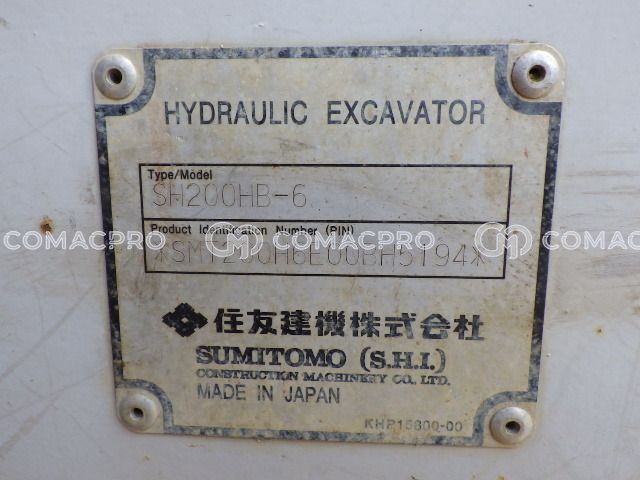 HYDRAULIC EXCAVATOR
Type/Model
SH200HB-6
Product Identification Number (PIN)
COMACPRO COMACPRO COMACPRO COMACPRO
住友建機株式会社
SUMITOMO (S.H.I.)
CONSTRUCTION MACHINERY CO., LTD.
MADE IN JAPAN
KHP15800-00